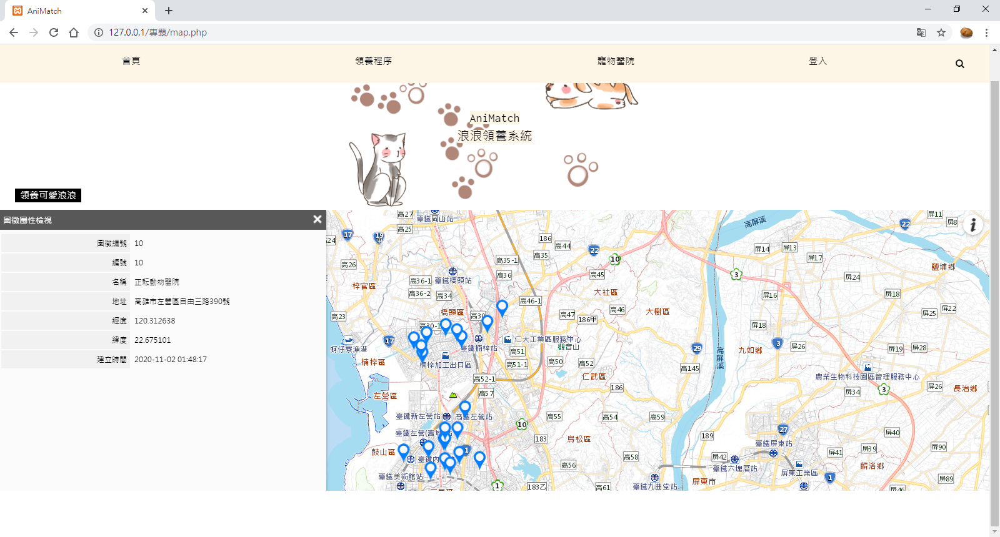 AniMatch
127.0.0.1/專題/map.php
首頁
領養程序
寵物醫院
登入
AniMatch
浪浪領養系統
領養可愛浪浪
圖徵屬性檢視
圖徵編號 10
編號 10
名稱 正耘動物醫院
地址 高雄市左營區自由三路390號
經度 120.312638
緯度 22.675101
建立時間 2020-11-02 01:48:17
高27
臺鐵岡山站
高25
17
19甲
186
高44
22
高35
高35-1
10
高26
高36-1
臺鐵橋頭站
高36
高45
梓官區
高36-2
高34
大社區
高46-1
高46
大樹區
橋頭區
高30
高47
186甲
高23
高30-1
17
仁大工業區服務中心
觀音山
蚵仔寮漁港
臺鐵楠梓站
高51
楠梓區
楠梓加工出口區
高51-1
高50
高52
高52-1
仁武區
186
左營區
高57
臺鐵新左營站
高鐵左營站
高55
高54
高59
10
183
鳥松區
鼓山區
1
高56
高58
臺鐵美術館站
1
183乙
高61
臺鐵九曲堂站
高屏溪
22
屏11
屏8
屏14
屏13
屏17
3
鹽埔鄉
屏24
屏16
屏18
屏25
屏22
屏18
29
高屏溪
九如鄉
3
屏26
屏19
屏28
高145
農業生物科技園區管理服務中心
屏34
3
屏26
長治鄉
189
27
臺鐵屏東站
屏40
屏41
屏39
屏90
屏42
臺鐵六塊厝站
屏東工業區
麟洛鄉
屏東市
1
屏89
屏46